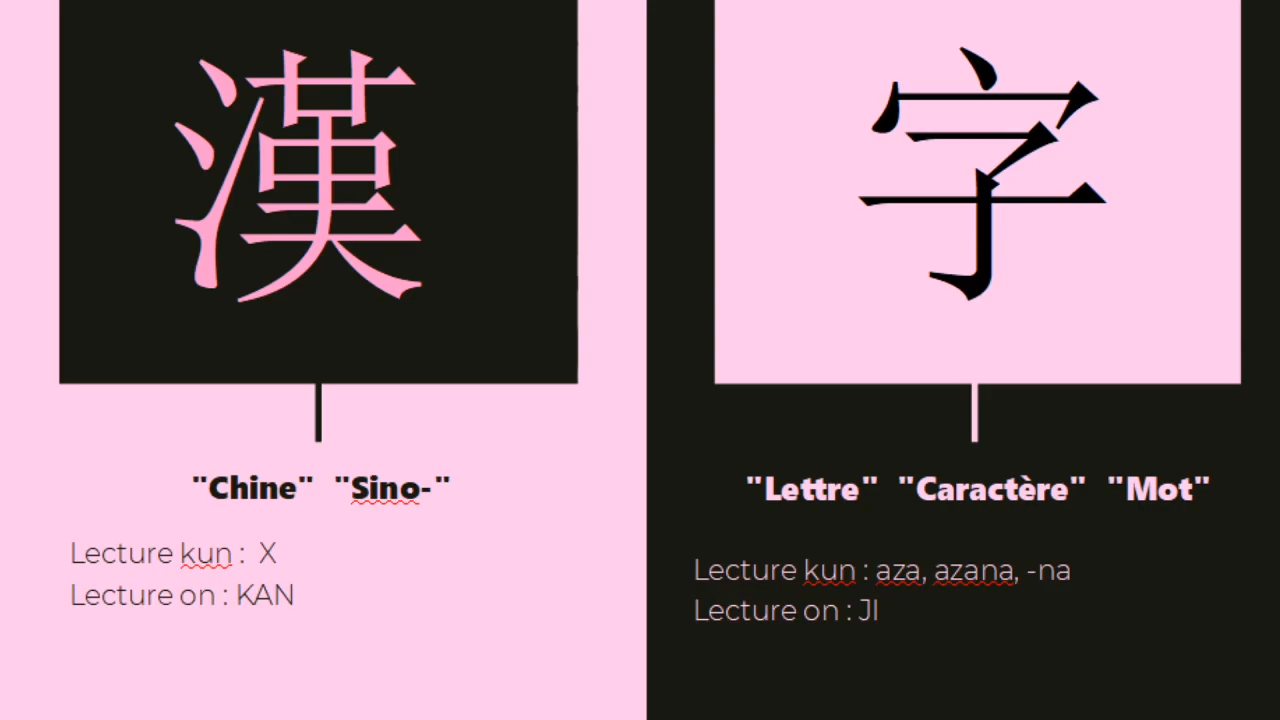 漢
"Chine" "Sino-"
Lecture kun : X
Lecture on : KAN
字
"Lettre" "Caractère" "Mot"
Lecture kun : aza, azana, -na
Lecture on : JI